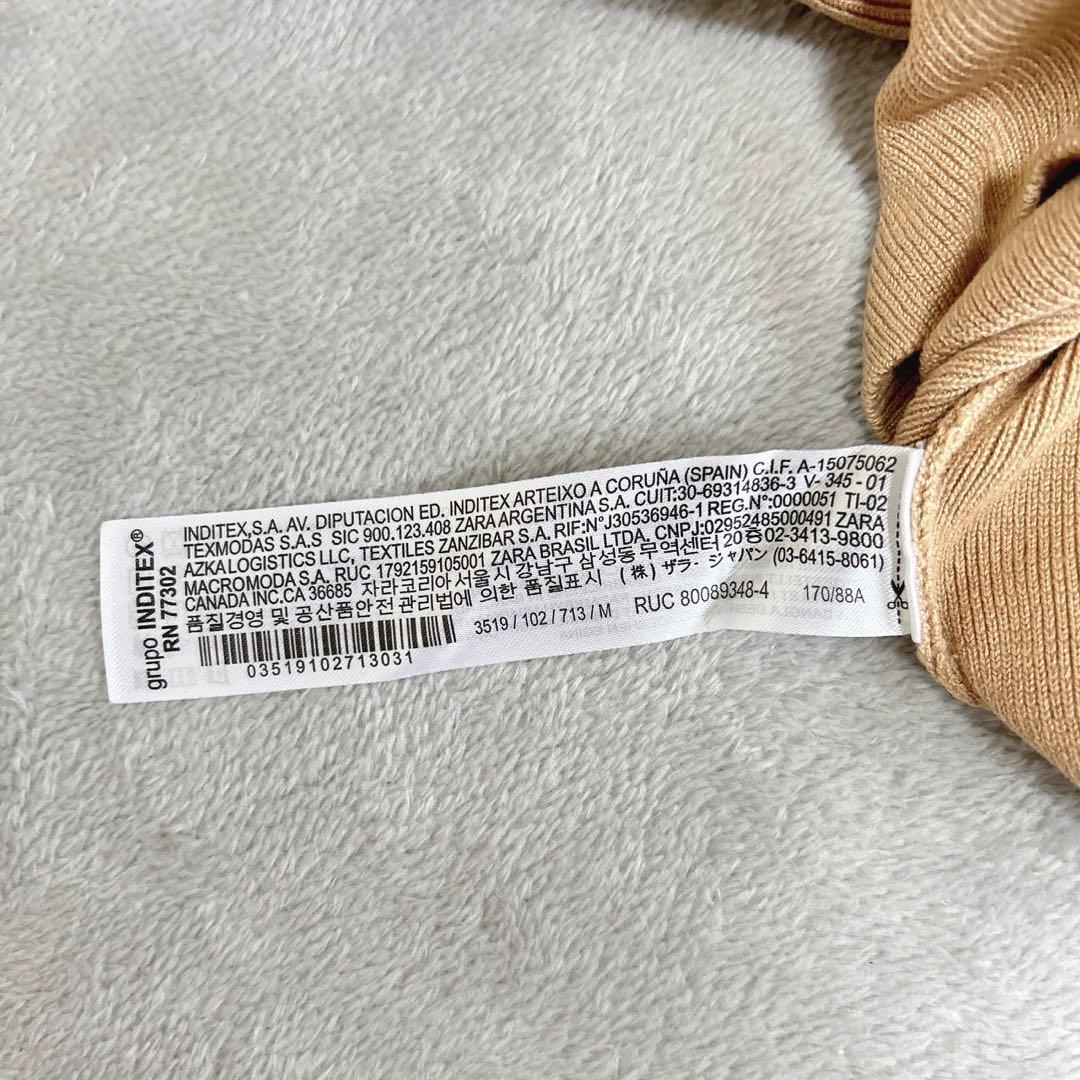 grupo INDITEX®
RN 77302
INDITEX,S.A. AV. DIPUTACION ED. INDITEX ARTEIXO A CORUÑA (SPAIN) C.I.F. A-15075062
TEXMODAS S.A.S SIC 900.123.408 ZARA ARGENTINA S.A. CUIT:30-69314836-3 V- 345 - 01
AZKA LOGISTICS LLC, TEXTILES ZANZIBAR S.A. RIF:N°J30536946-1 REG.N°:0000051 TI-02
MACROMODA S.A. RUC 1792159105001 ZARA BRASIL LTDA. CNPJ:02952485000491 ZARA
CANADA INC.CA 36685 자라코리아 서울시 강남구 삼성동 무역센터 20층 02-3413-9800
품질경영 및 공산품안전 관리법에 의한 품질표시 (株) ザラ- ジャパン (03-6415-8061)
3519 / 102 / 713 / M RUC 80089348-4 170/88A
03519102713031